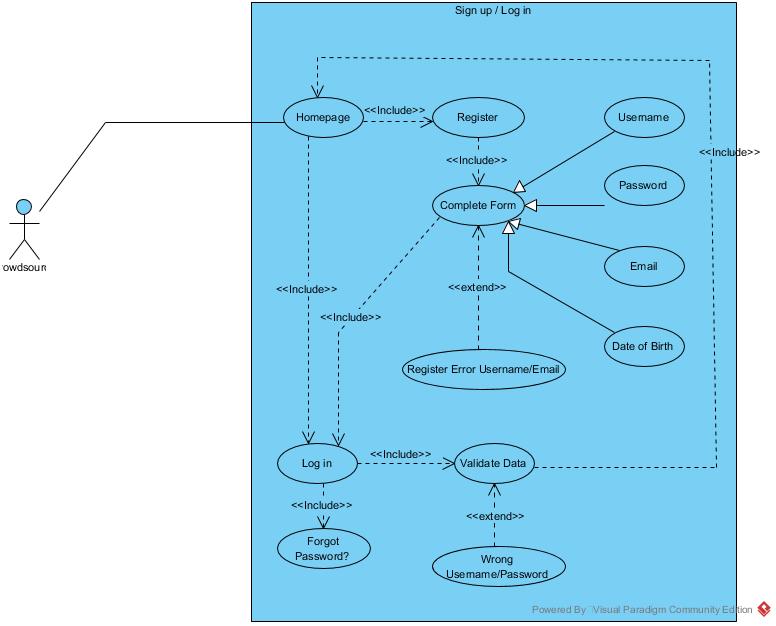 Sign up / Log in
<<Include>>
Homepage
Register
Username
<<Include>>
<<Include>>
Password
Complete Form
Email
<<Include>>
<<extend>>
<<Include>>
Date of Birth
Register Error Username/Email
<<Include>>
Log in
Validate Data
<<Include>>
<<extend>>
Forgot
Password?
Wrong
Username/Password
Powered By Visual Paradigm Community Edition